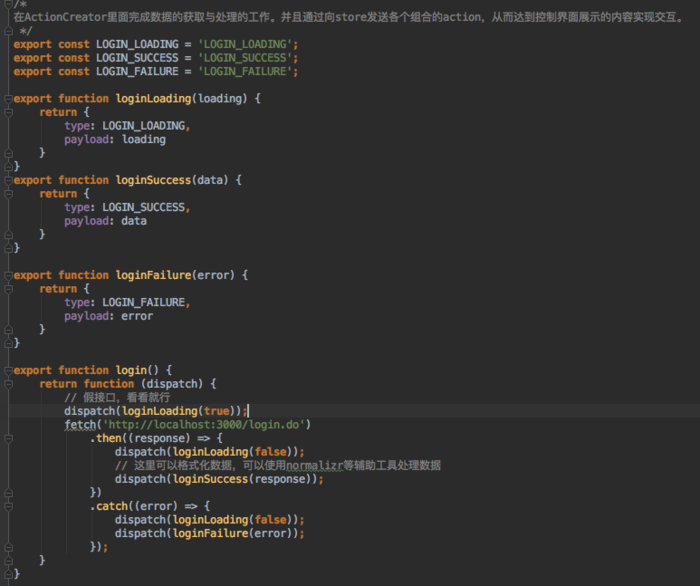 /*
在ActionCreator里面完成数据的获取与处理的工作。并且通过向store发送各个组合的action，从而达到控制界面展示的内容实现交互。
*/
export const LOGIN_LOADING = 'LOGIN_LOADING';
export const LOGIN_SUCCESS = 'LOGIN_SUCCESS';
export const LOGIN_FAILURE = 'LOGIN_FAILURE';
export function loginLoading(loading) {
return {
type: LOGIN_LOADING,
payload: loading
}
}
export function loginSuccess(data) {
return {
type: LOGIN_SUCCESS,
payload: data
}
}
export function loginFailure(error) {
return {
type: LOGIN_FAILURE,
payload: error
}
}
export function login() {
return function (dispatch) {
// 假接口，看看就行
dispatch(loginLoading(true));
fetch('http://localhost:3000/login.do')
.then((response) => {
dispatch(loginLoading(false));
// 这里可以格式化数据，可以使用normalizr等辅助工具处理数据
dispatch(loginSuccess(response));
})
.catch((error) => {
dispatch(loginLoading(false));
dispatch(loginFailure(error));
});
}
}